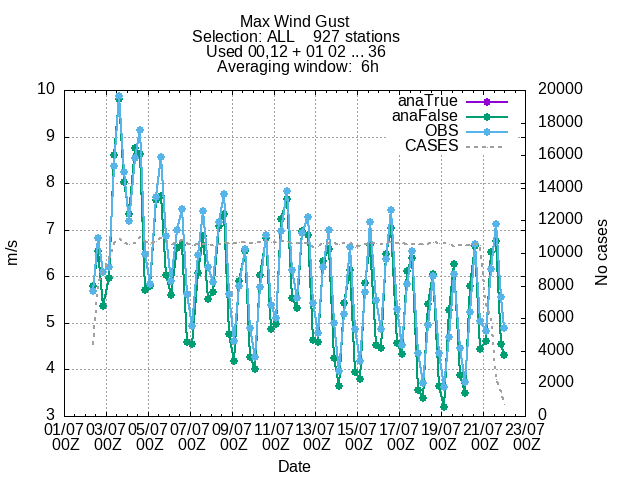 Max Wind Gust
Selection: ALL 927 stations
Used 00,12 + 01 02 ... 36
Averaging window: 6h
10
9
8
7
6
5
4
3
m/s
20000
18000
16000
14000
12000
10000
8000
6000
4000
2000
0
No cases
anaTrue
anaFalse
OBS
CASES
01/07 03/07 05/07 07/07 09/07 11/07 13/07 15/07 17/07 19/07 21/07 23/07
00Z 00Z 00Z 00Z 00Z 00Z 00Z 00Z 00Z 00Z 00Z 00Z
Date